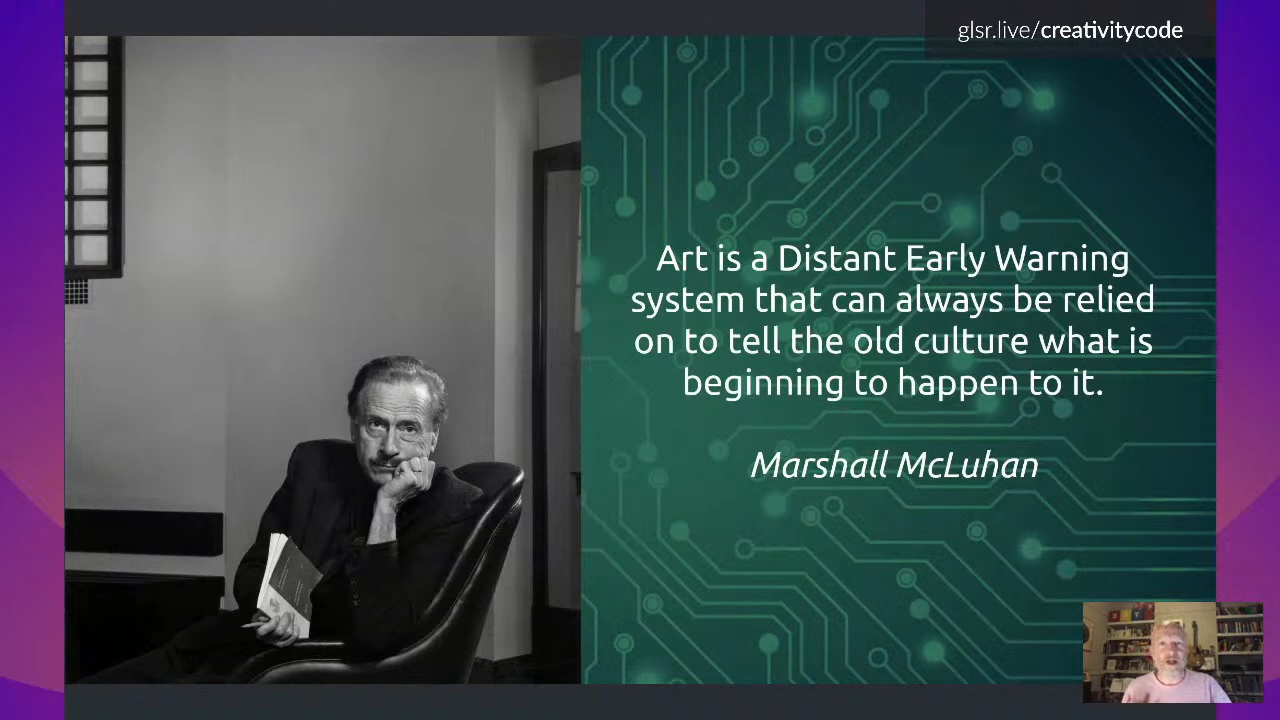 glsr.live/creativitycode
Art is a Distant Early Warning
system that can always be relied
on to tell the old culture what is
beginning to happen to it.
Marshall McLuhan